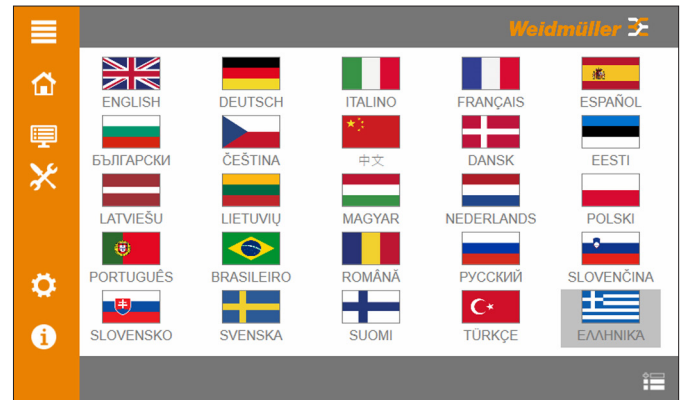 Weidmüller
ENGLISH DEUTSCH ITALINO FRANÇAIS ESPAÑOL
БЪЛГАРСКИ ČEŠTINA 中文 DANSK EESTI
LATVIEŠU LIETUVIŲ MAGYAR NEDERLANDS POLSKI
PORTUGUÊS BRASILEIRO ROMÂNĂ РУССКИЙ SLOVENČINA
SLOVENSKO SVENSKA SUOMI TÜRKÇE ΕΛΛΗΝΙΚΆ